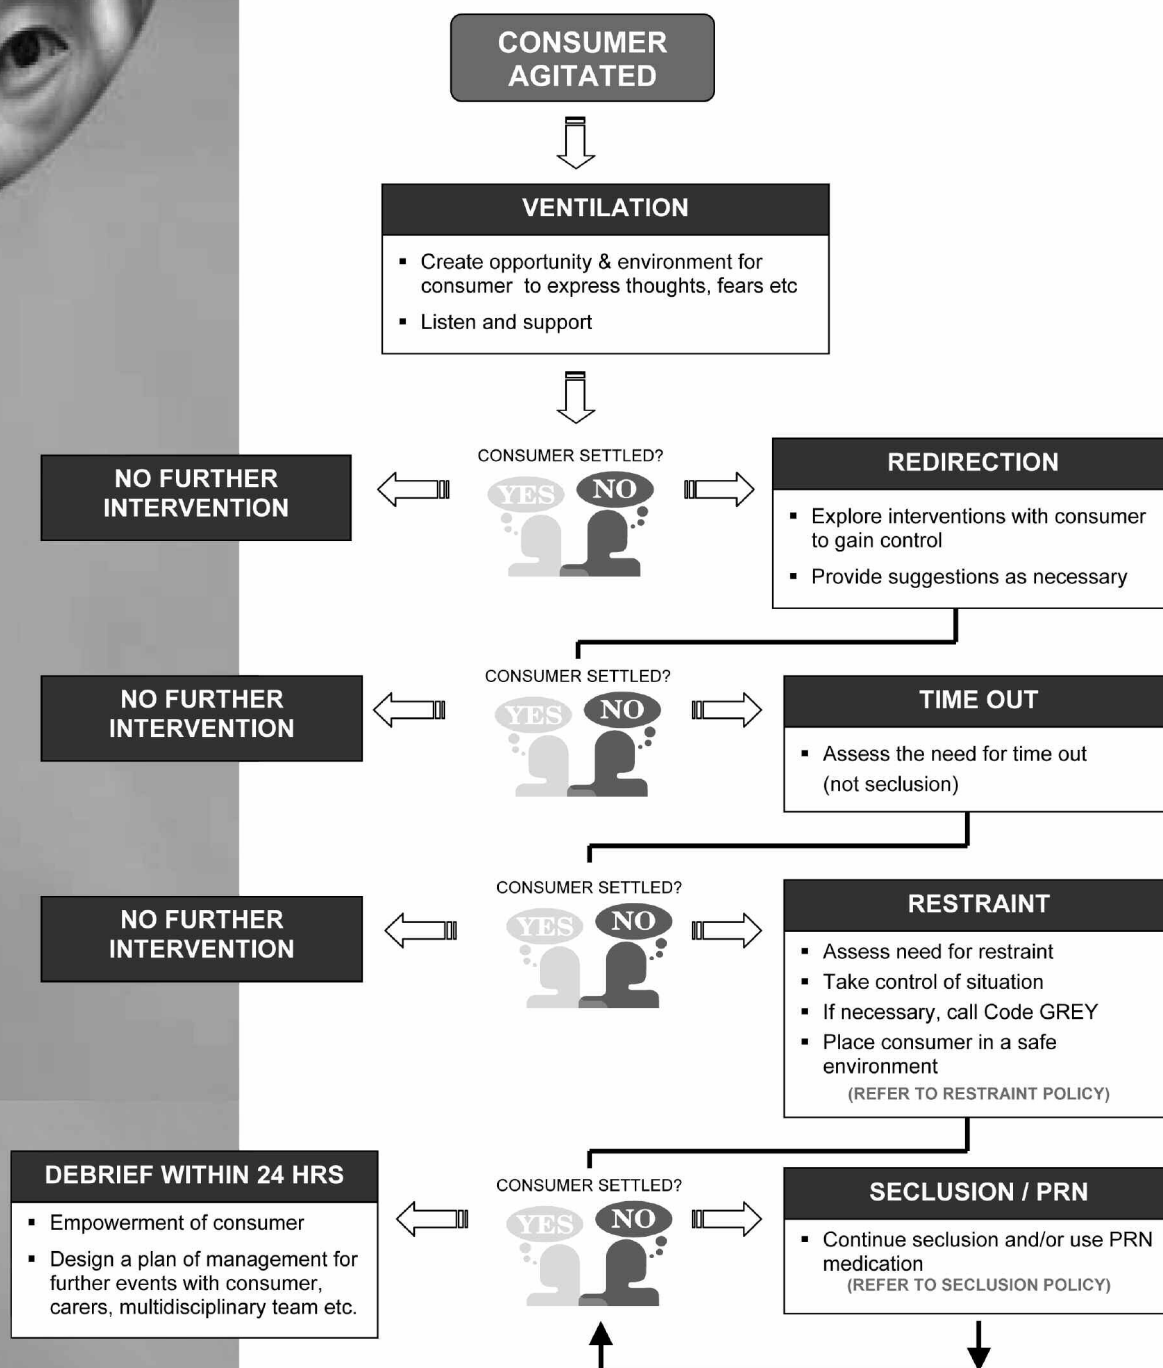 CONSUMER
AGITATED
VENTILATION
▪ Create opportunity & environment for
consumer to express thoughts, fears etc
▪ Listen and support
CONSUMER SETTLED?
YES NO
NO FURTHER
INTERVENTION
REDIRECTION
▪ Explore interventions with consumer
to gain control
▪ Provide suggestions as necessary
CONSUMER SETTLED?
YES NO
NO FURTHER
INTERVENTION
TIME OUT
▪ Assess the need for time out
(not seclusion)
CONSUMER SETTLED?
YES NO
NO FURTHER
INTERVENTION
RESTRAINT
▪ Assess need for restraint
▪ Take control of situation
▪ If necessary, call Code GREY
▪ Place consumer in a safe
environment
(REFER TO RESTRAINT POLICY)
CONSUMER SETTLED?
YES NO
DEBRIEF WITHIN 24 HRS
▪ Empowerment of consumer
▪ Design a plan of management for
further events with consumer,
carers, multidisciplinary team etc.
SECLUSION / PRN
▪ Continue seclusion and/or use PRN
medication
(REFER TO SECLUSION POLICY)